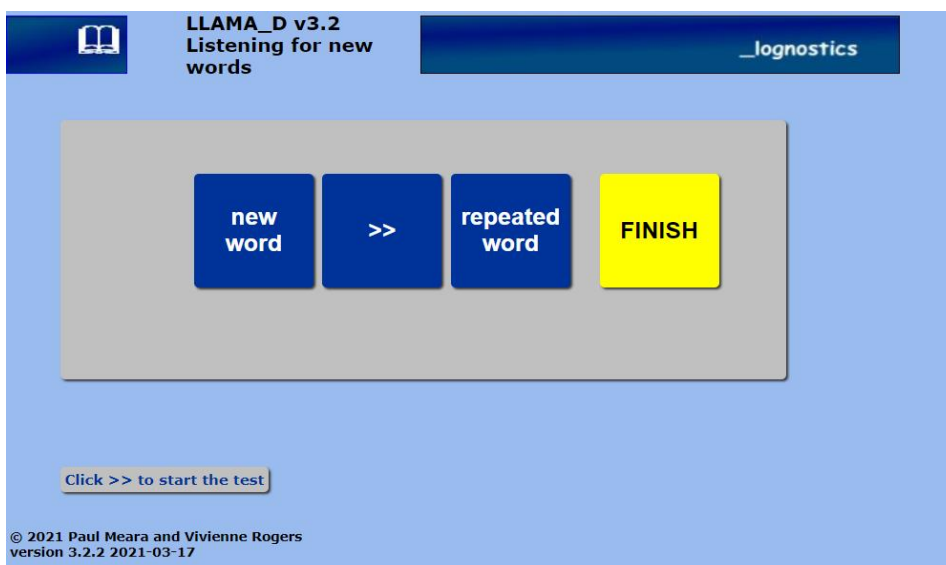 LLAMA_D v3.2
Listening for new
words
_lognostics
new
word
>>
repeated
word
FINISH
Click >> to start the test
© 2021 Paul Meara and Vivienne Rogers
version 3.2.2 2021-03-17